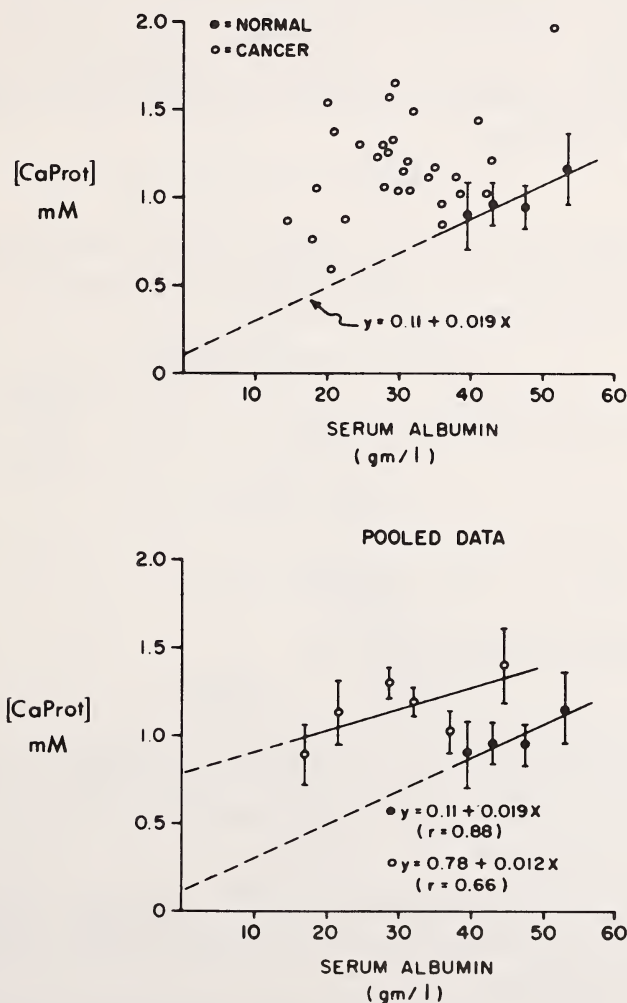 ● = NORMAL
○ = CANCER
[CaProt]
mM
2.0
1.5
1.0
0.5
0
y = 0.11 + 0.019X
10 20 30 40 50 60
SERUM ALBUMIN
(gm/l)
POOLED DATA
[CaProt]
mM
2.0
1.5
1.0
0.5
0
● y = 0.11 + 0.019X
(r = 0.88)
○ y = 0.78 + 0.012X
(r = 0.66)
10 20 30 40 50 60
SERUM ALBUMIN
(gm/l)